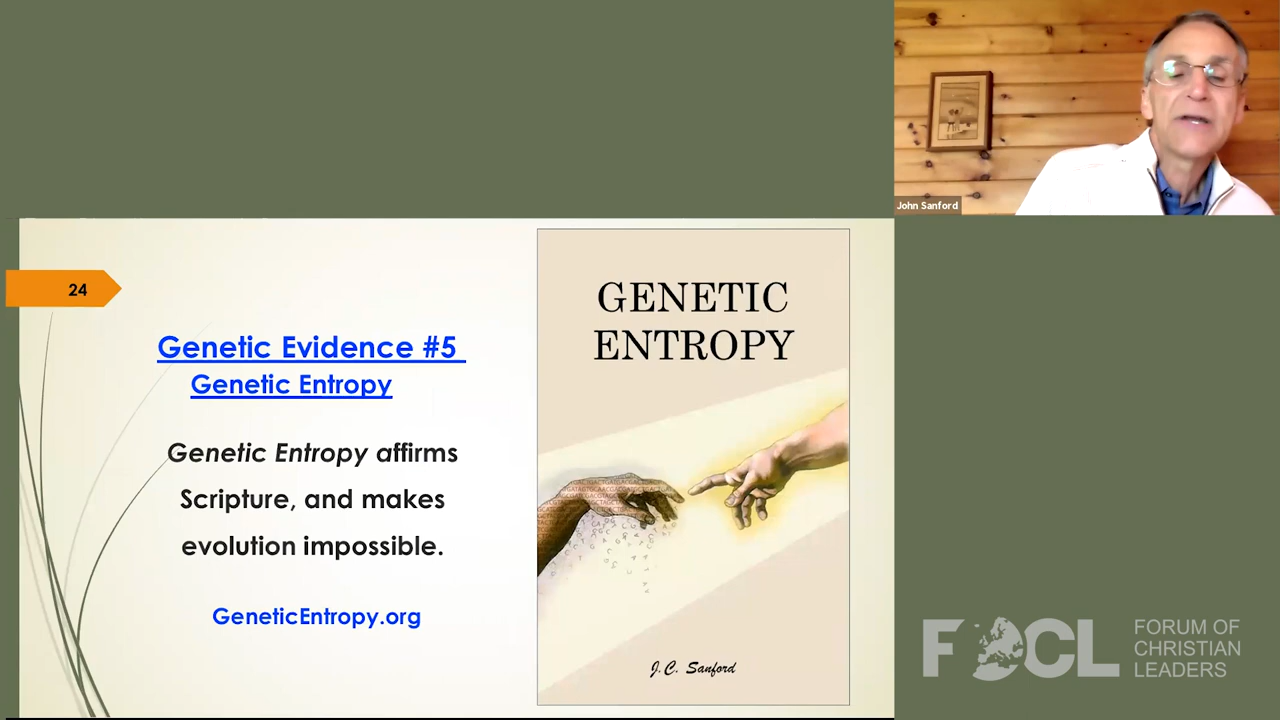 John Sanford
24
Genetic Evidence #5
Genetic Entropy
Genetic Entropy affirms
Scripture, and makes
evolution impossible.
GeneticEntropy.org
GENETIC
ENTROPY
J.C. Sanford
FOCL
FORUM OF
CHRISTIAN
LEADERS